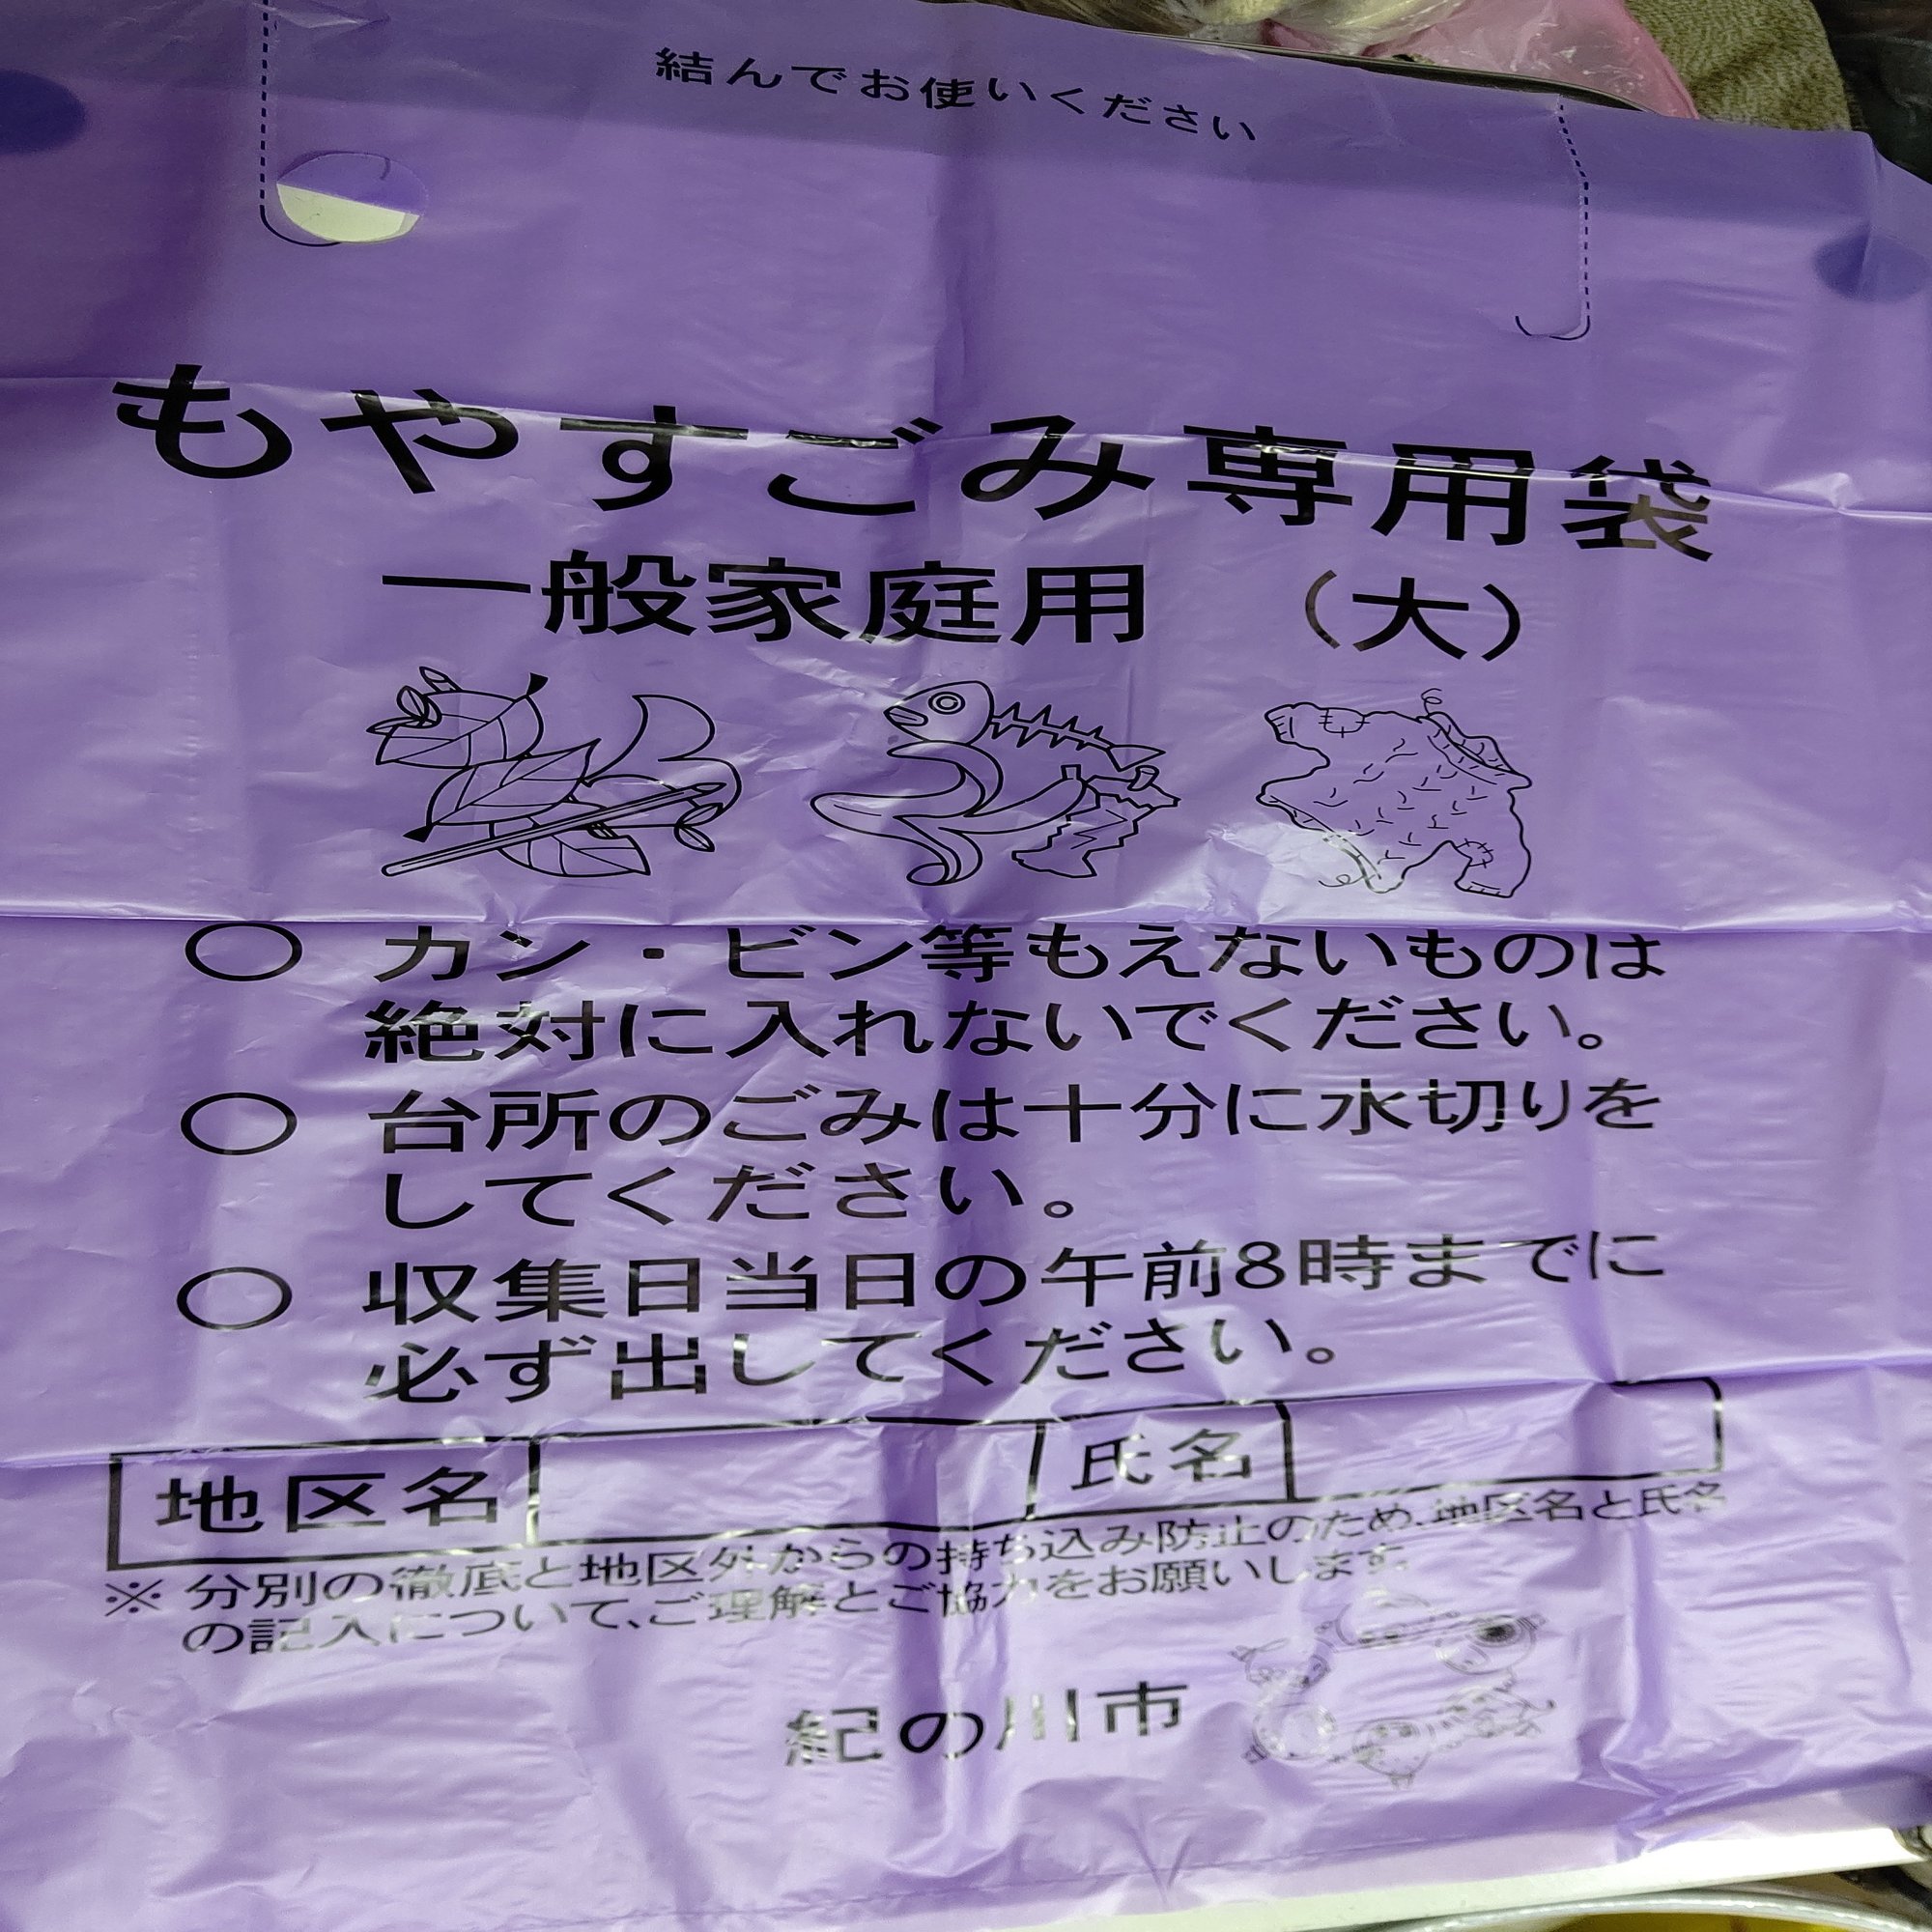 結んでお使いください
もやすごみ専用袋
一般家庭用 （大）
○ カン・ビン等もえないものは
絶対に入れないでください。
○ 台所のごみは十分に水切りを
してください。
○ 収集日当日の午前8時までに
必ず出してください。
地区名 氏名
※ 分別の徹底と地区外からの持ち込み防止のため、地区名と氏名
の記入について、ご理解とご協力をお願いします。
紀の川市